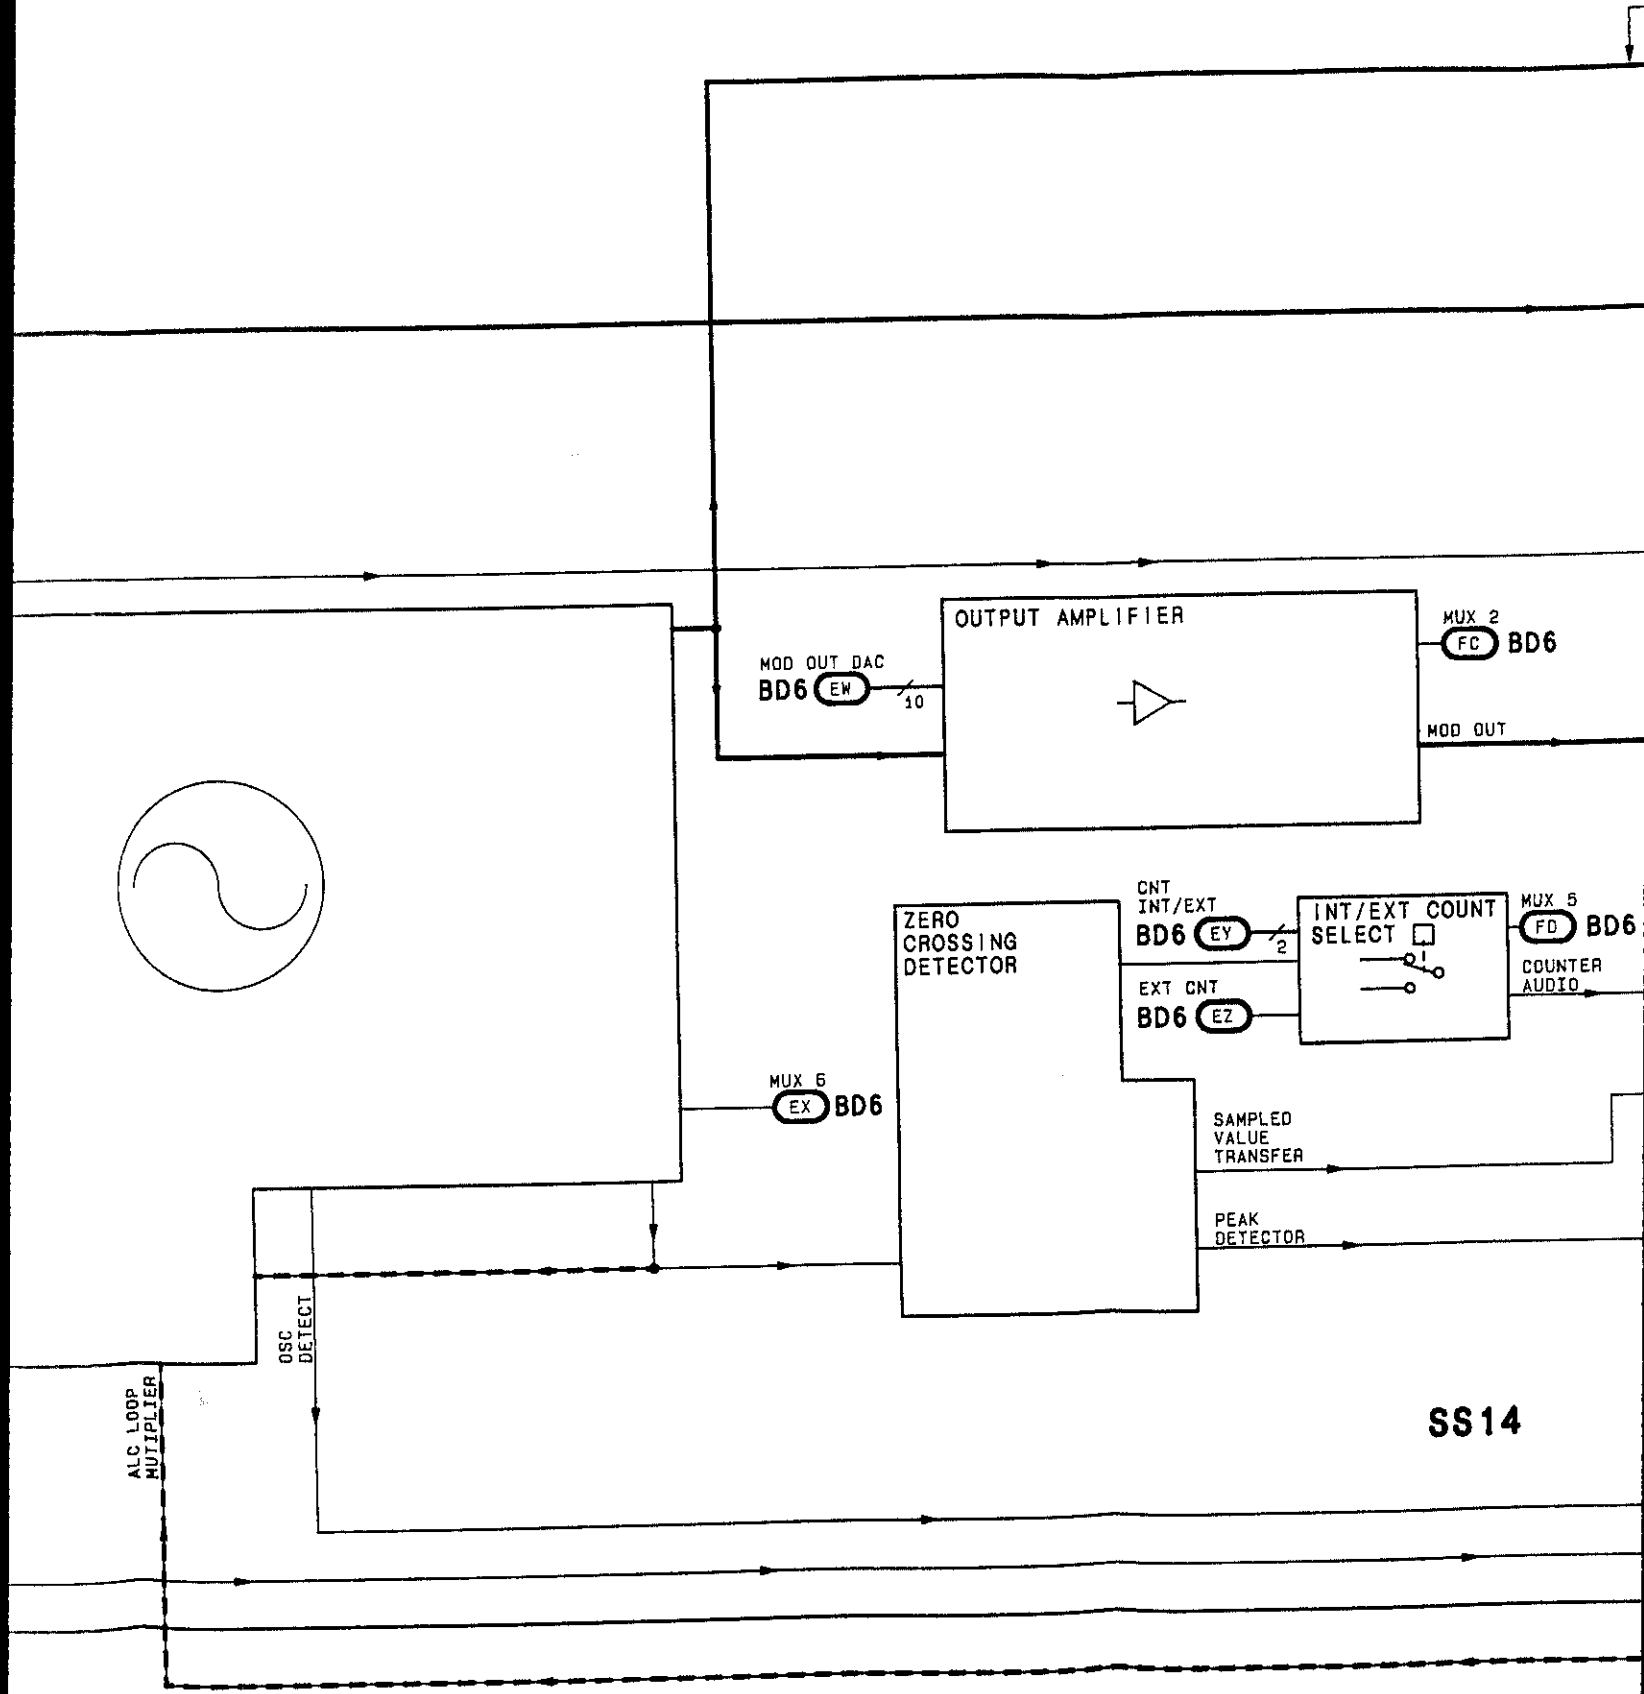 OUTPUT AMPLIFIER
MUX 2
FC BD6
MOD OUT DAC
BD6 EW
10
MOD OUT
CNT
INT/EXT
BD6 EY
2
INT/EXT COUNT
SELECT
MUX 5
FD BD6
ZERO
CROSSING
DETECTOR
COUNTER
AUDIO
EXT CNT
BD6 EZ
MUX 6
EX BD6
SAMPLED
VALUE
TRANSFER
PEAK
DETECTOR
OSC
DETECT
ALC LOOP
MUTIPLIER
SS14